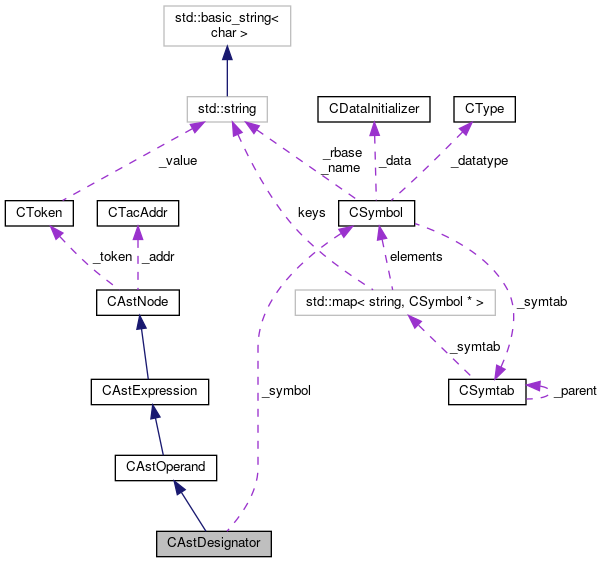 std::basic_string<
char >
std::string
CDataInitializer
CType
_value
_rbase
_name
_data
_datatype
CToken
CTacAddr
keys
CSymbol
_token
_addr
elements
CAstNode
std::map< string, CSymbol * >
_symtab
_symtab
CAstExpression
_symbol
CSymtab
_parent
CAstOperand
CAstDesignator